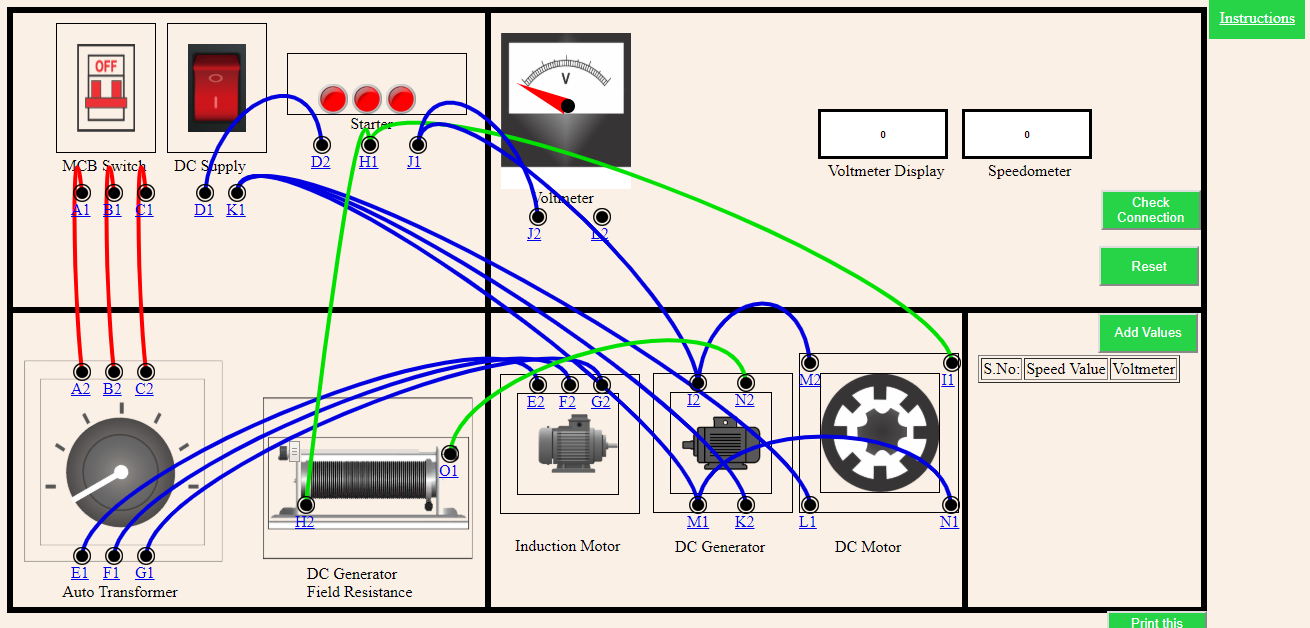 Instructions
OFF
V
0
0
Starter
MCB Switch
DC Supply
D2
H1
J1
Voltmeter Display
Speedometer
A1
B1
C1
D1
K1
Voltmeter
J2
L2
Check
Connection
Reset
Add Values
S.No:
Speed Value
Voltmeter
A2
B2
C2
E2
F2
G2
I2
N2
M2
I1
O1
H2
M1
K2
L1
N1
Induction Motor
DC Generator
DC Motor
E1
F1
G1
Auto Transformer
DC Generator
Field Resistance
Print this